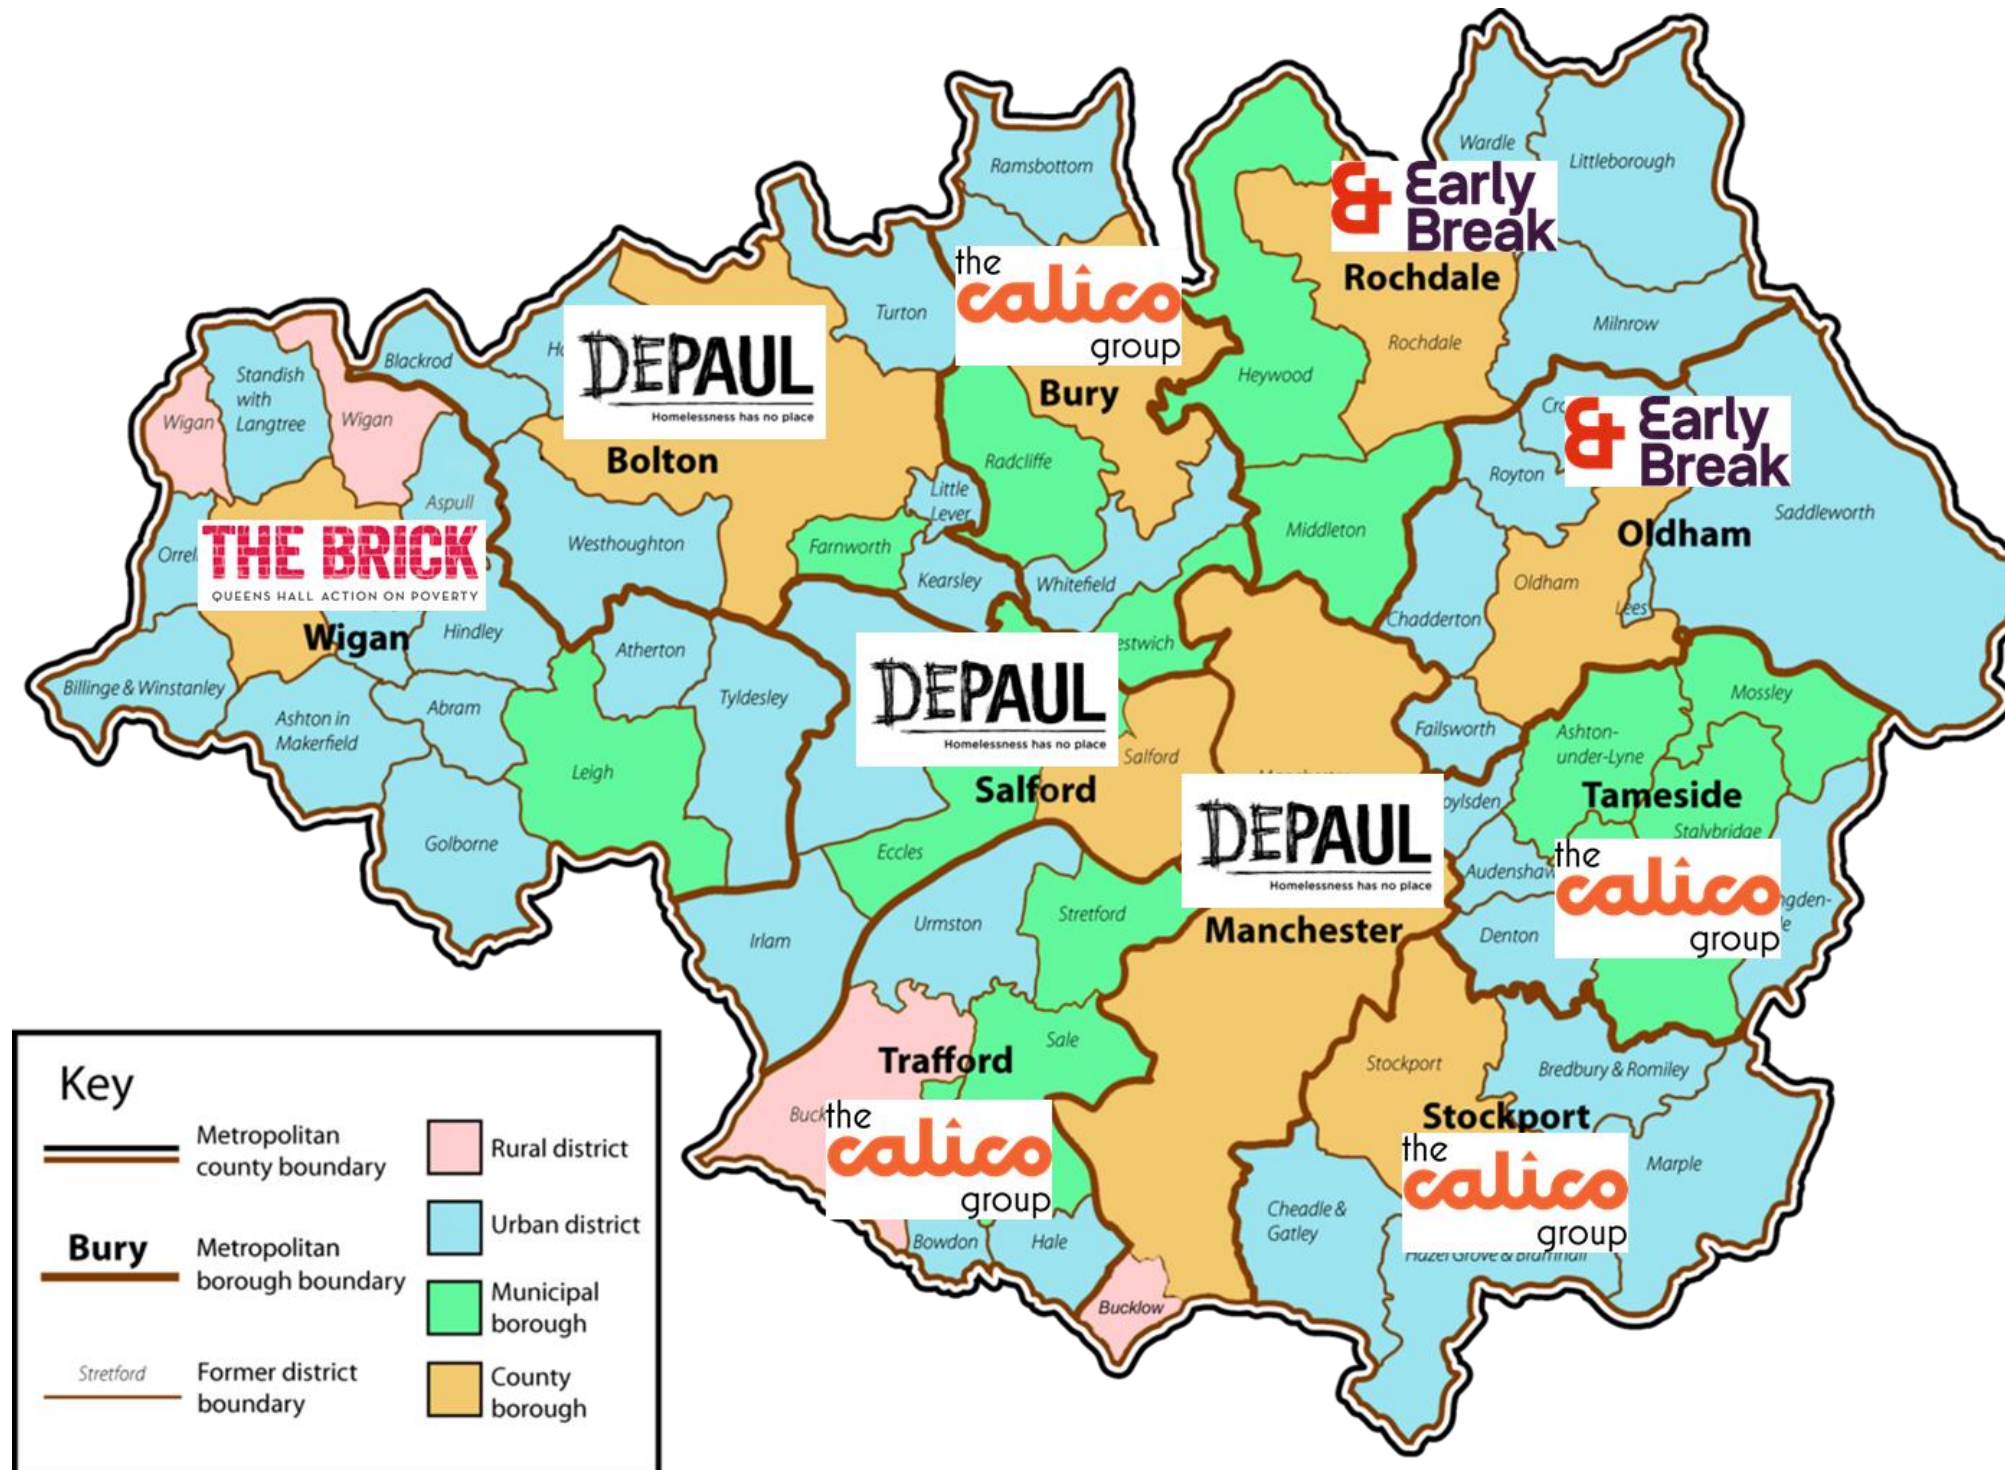 Wardle
Littleborough
Ramsbottom
& Early
Break
Rochdale
the
calico
group
Turton
Milnrow
Rochdale
Blackrod
DEPAUL
Homelessness has no place
Heywood
Bury
Standish
with
Langtree
Wigan
Wigan
& Early
Break
Bolton
Radcliffe
Royton
Little
Lever
Aspull
Saddleworth
Oldham
THE BRICK
QUEENS HALL ACTION ON POVERTY
Westhoughton
Farnworth
Middleton
Kearsley
Whitefield
Oldham
Lees
Chadderton
Wigan
Hindley
Atherton
DEPAUL
Homelessness has no place
Billinge & Winstanley
Abram
Tyldesley
Mossley
Ashton in
Makerfield
Failsworth
Ashton-
under-Lyne
Salford
Leigh
Salford
Tameside
DEPAUL
Homelessness has no place
Stalybridge
Golborne
Eccles
Audenshaw
the
calico
group
Urmston
Stretford
Manchester
Denton
Irlam
Sale
Trafford
Stockport
Bredbury & Romiley
Stockport
the
calico
group
the
calico
group
Marple
Cheadle &
Gatley
Bowdon
Hale
Hazel Grove & Bramhall
Bucklow
Key
Metropolitan
county boundary
Rural district
Urban district
Bury
Metropolitan
borough boundary
Municipal
borough
Stretford
Former district
boundary
County
borough